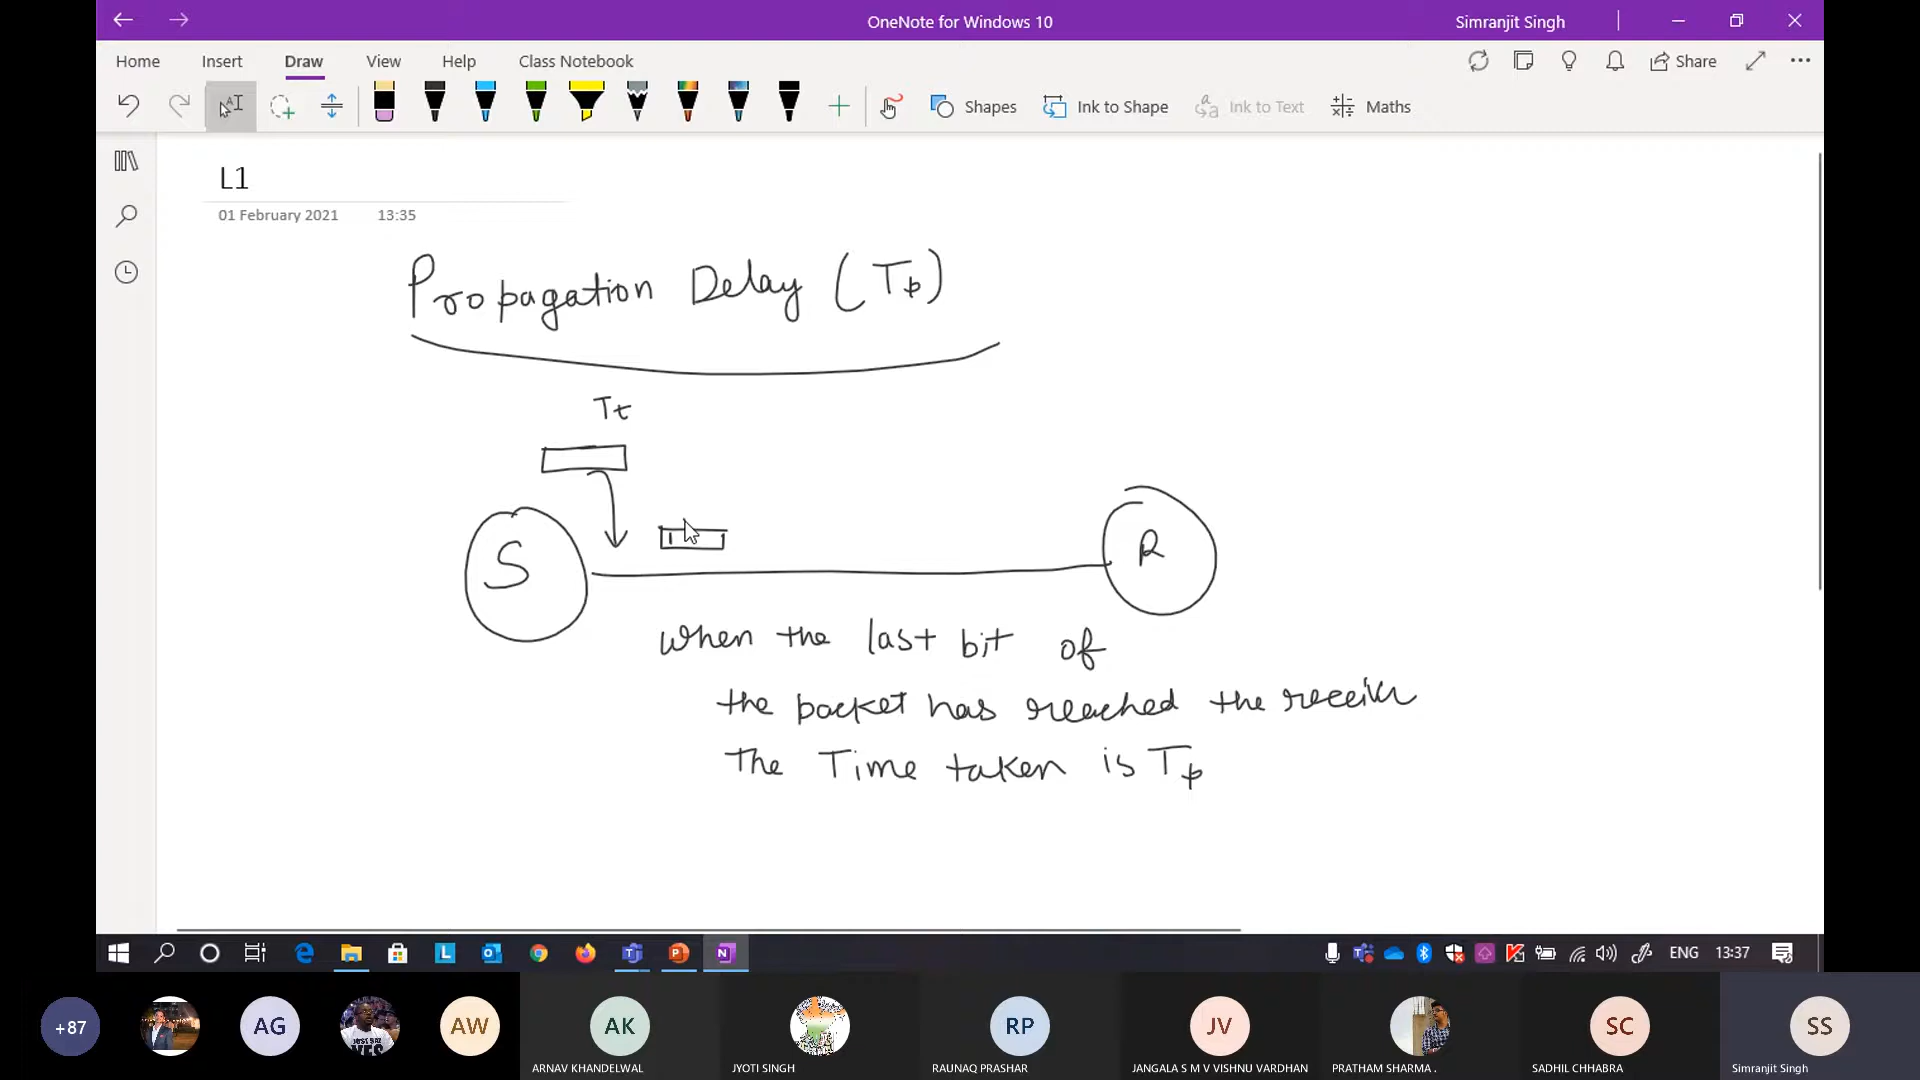 OneNote for Windows 10
Simranjit Singh
Home Insert Draw View Help Class Notebook
Share
Shapes Ink to Shape Ink to Text Maths
L1
01 February 2021 13:35
Propagation Delay (Tp)
Tt
S
R
when the last bit of
the packet has reached the
the Time taken is Tp
ENG 13:37
+87 AG AW AK RP JV SC SS
ARNAV KHANDELWAL JYOTI SINGH RAUNAQ PRASHAR JANGALA S M V VISHNU VARDHAN PRATHAM SHARMA . SADHIL CHHABRA Simranjit Singh